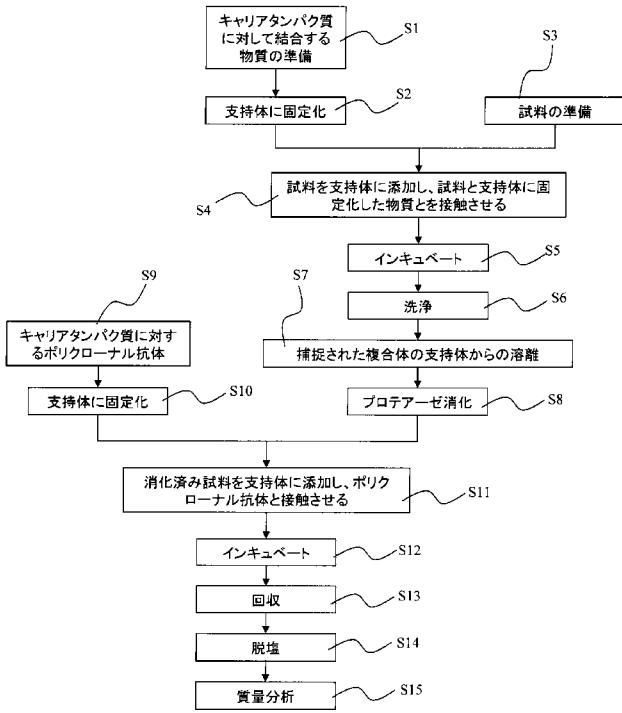 キャリアタンパク質
に対して結合する
物質の準備
S1
S3
支持体に固定化
S2
試料の準備
試料を支持体に添加し、試料と支持体に固
定化した物質とを接触させる
S4
インキュベート
S5
洗浄
S6
S7
捕捉された複合体の支持体からの溶離
プロテアーゼ消化
S8
S9
キャリアタンパク質に対す
るポリクローナル抗体
支持体に固定化
S10
消化済み試料を支持体に添加し、ポリク
ローナル抗体と接触させる
S11
インキュベート
S12
回収
S13
脱塩
S14
質量分析
S15